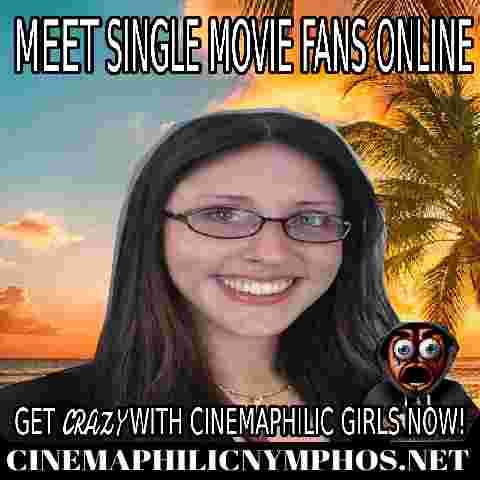 MEET SINGLE MOVIE FANS ONLINE
GET CRAZY WITH CINEMAPHILIC GIRLS NOW!
CINEMAPHILICNYMPHOS.NET